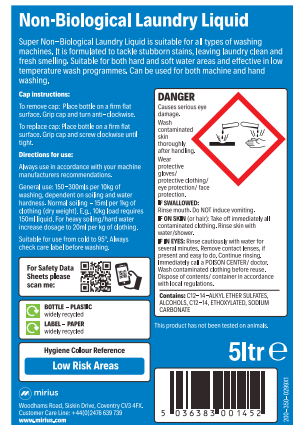 Non-Biological Laundry Liquid
Super Non-Biological Laundry Liquid is suitable for all types of washing
machines. It is formulated to tackle stubborn stains, leaving laundry clean and
fresh smelling. Suitable for both hard and soft water areas and effective in low
temperature wash programmes. Can be used for both machine and hand
washing.
Cap instructions:
To remove cap: Place bottle on a firm flat
surface. Grip cap and turn anti-clockwise.
To replace cap: Place bottle on a firm flat
surface. Grip cap and screw clockwise until
tight.
Directions for use:
Always use in accordance with your machine
manufacturers recommendations.
General use: 150-300mls per 10kg of
washing, dependent on soiling and water
hardness. Normal soiling - 15ml per 1kg of
clothing (dry weight), E.g., 10kg load requires
150ml liquid. For heavy soiling/hard water
increase dosage to 20ml per kg of clothing.
Suitable for use from cold to 95°, Always
check care label before washing.
For Safety Data
Sheets please
scan me:
BOTTLE - PLASTIC
widely recycled
LABEL - PAPER
widely recycled
Hygiene Colour Reference
Low Risk Areas
mirius
Woodhams Road, Siskin Drive, Coventry CV3 4FX.
Customer Care Line: +44(0)2476 639 739
www.mirius.com
DANGER
Causes serious eye
damage.
Wash
contaminated
skin
thoroughly
after handling.
Wear
protective
gloves/
protective clothing/
eye protection/ face
protection.
IF SWALLOWED:
Rinse mouth. Do NOT induce vomiting.
IF ON SKIN (or hair): Take off immediately all
contaminated clothing. Rinse skin with
water/shower.
IF IN EYES: Rinse cautiously with water for
several minutes. Remove contact lenses, if
present and easy to do. Continue rinsing.
Immediately call a POISON CENTER/ doctor.
Wash contaminated clothing before reuse.
Dispose of contents/ container in accordance
with local regulations.
Contains: C12-14-ALKYL ETHER SULFATES,
ALCOHOLS, C12-14, ETHOXYLATED, SODIUM
CARBONATE
This product has not been tested on animals.
5ltr e
5 036383 001452